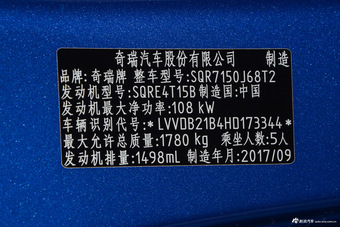 奇瑞汽车股份有限公司 制造
品牌:奇瑞牌 整车型号:SQR7150J68T2
发动机型号:SQRE4T15B 制造国:中国
发动机最大净功率:108 kW
车辆识别代号:*LVVDB21B4HD173344*
最大允许总质量:1780 kg 乘坐人数:5人
发动机排量:1498mL 制造年月:2017/09